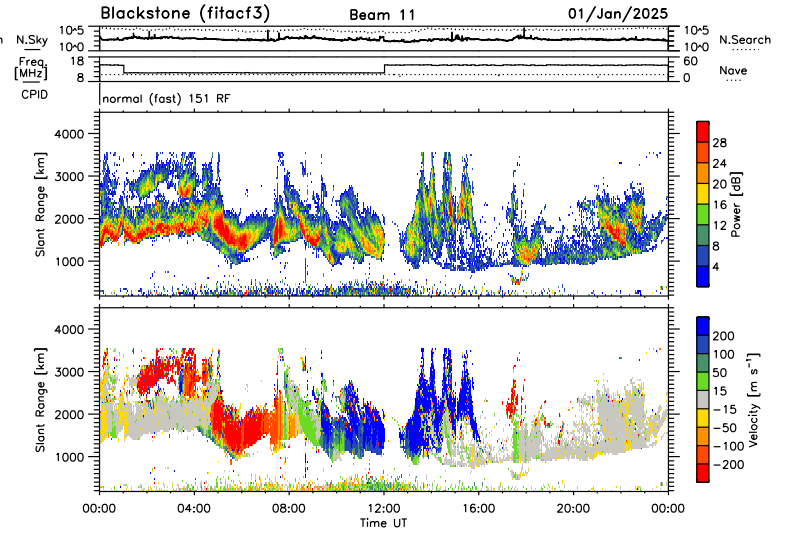 Blackstone (fitacf3)
Beam 11
01/Jan/2025
N.Sky
10^5
10^0
10^5
10^0
N.Search
Freq.
[MHz]
18
8
60
0
Nave
CPID
normal (fast) 151 RF
Slant Range [km]
4000
3000
2000
1000
28
24
20
16
12
8
4
Power [dB]
Slant Range [km]
4000
3000
2000
1000
200
100
50
15
-15
-50
-100
-200
Velocity [m s^-1]
00:00 04:00 08:00 12:00 16:00 20:00 00:00
Time UT